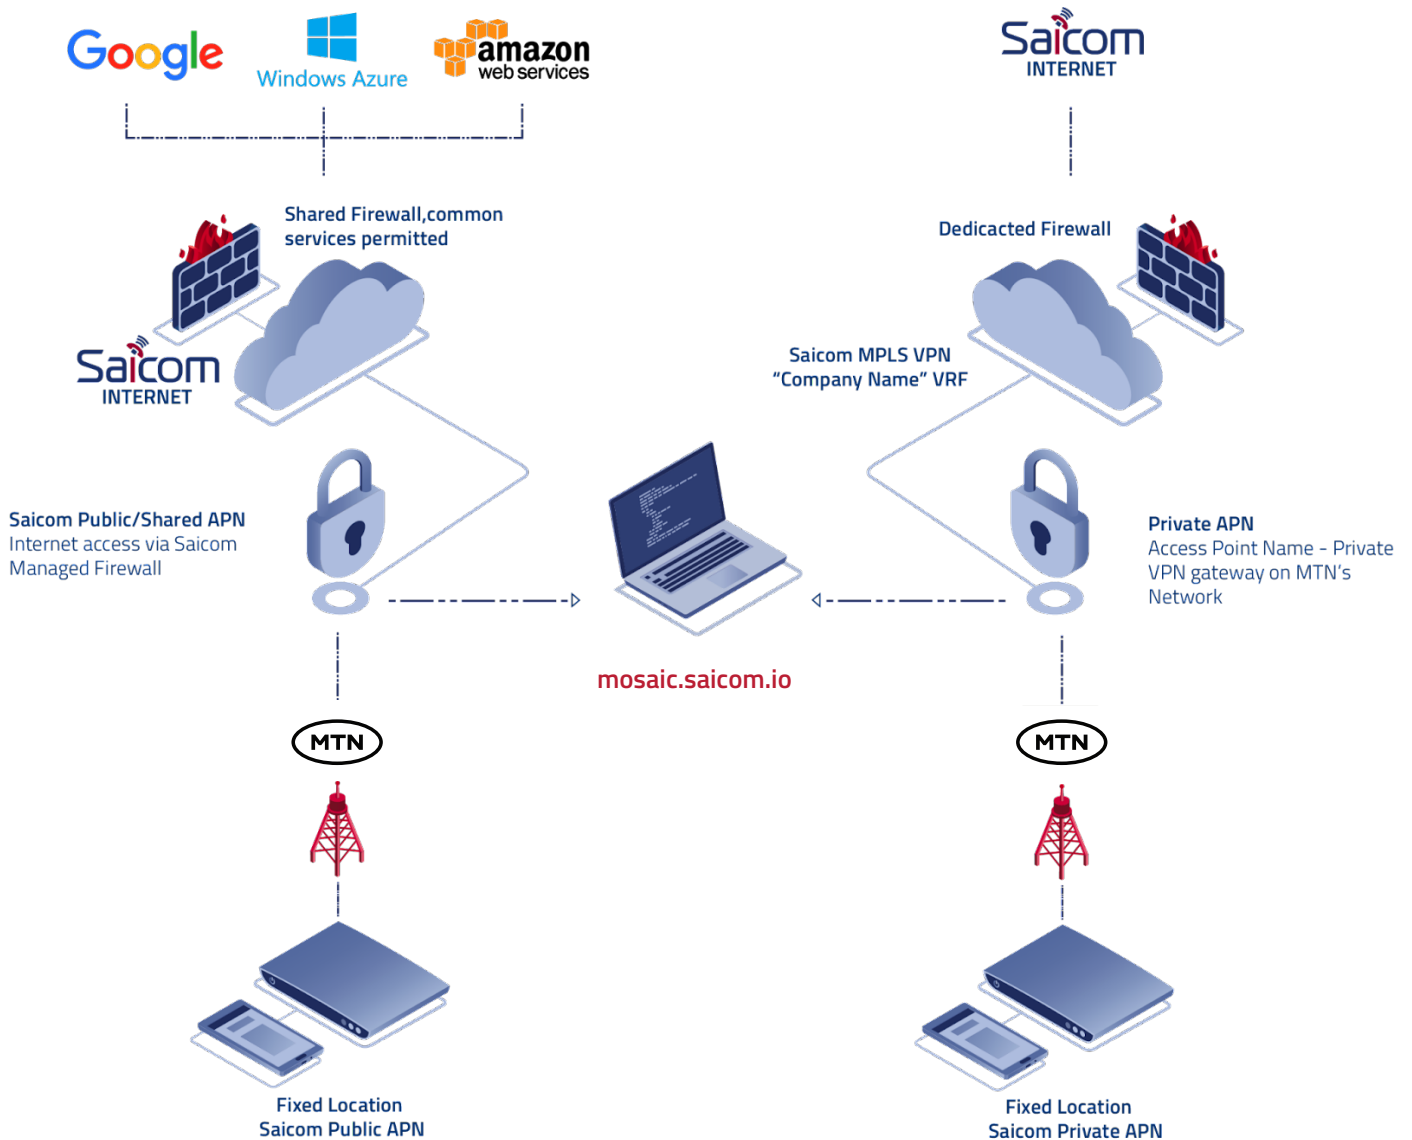 Google
Windows Azure
amazon
web services
Saicom
INTERNET
Shared Firewall,common
services permitted
Dedicacted Firewall
Saicom
INTERNET
Saicom MPLS VPN
“Company Name” VRF
Saicom Public/Shared APN
Internet access via Saicom
Managed Firewall
Private APN
Access Point Name - Private
VPN gateway on MTN’s
Network
mosaic.saicom.io
MTN
MTN
Fixed Location
Saicom Public APN
Fixed Location
Saicom Private APN